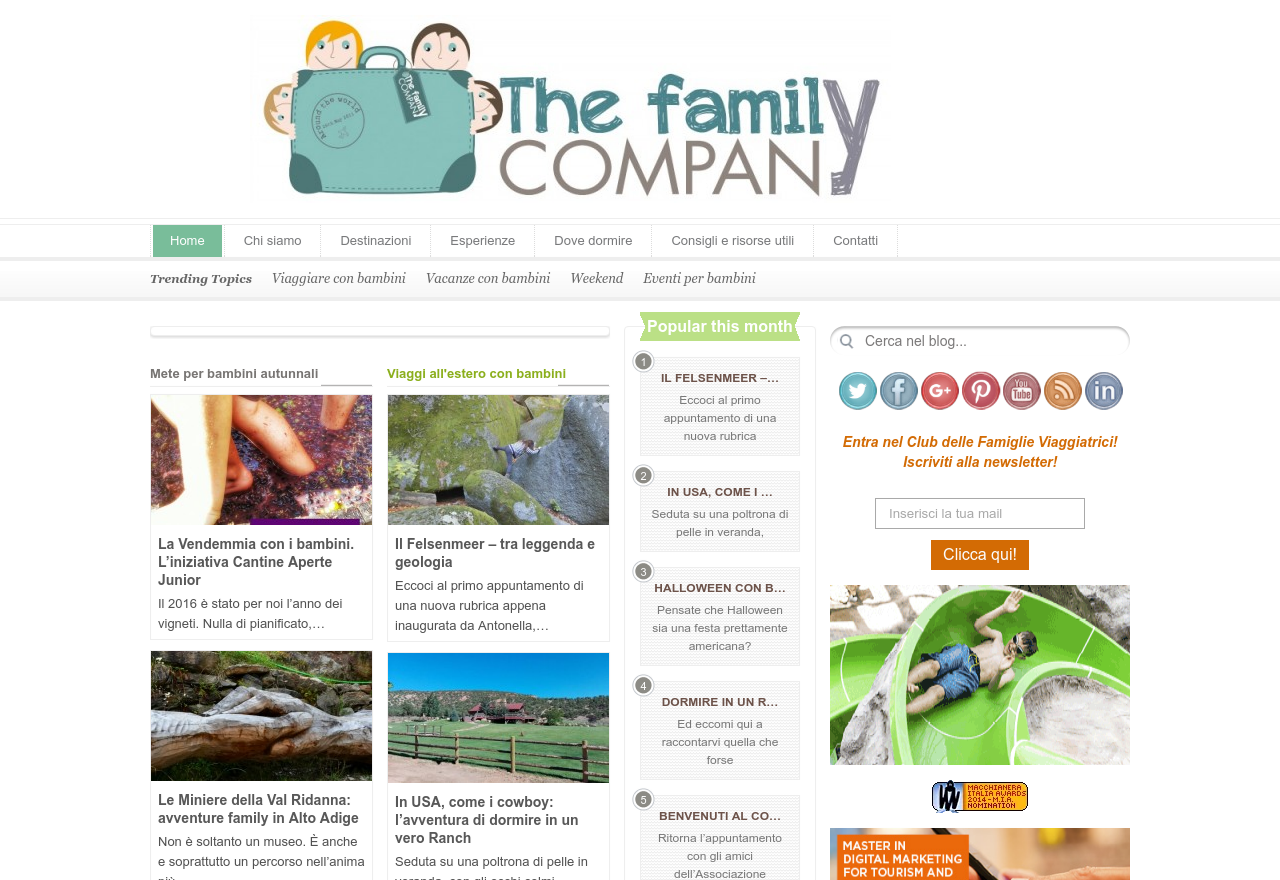 The family
COMPANY
The family
COMPANY
Around the world
Home
Chi siamo
Destinazioni
Esperienze
Dove dormire
Consigli e risorse utili
Contatti
Trending Topics
Viaggiare con bambini
Vacanze con bambini
Weekend
Eventi per bambini
Mete per bambini autunnali
La Vendemmia con i bambini.
L’iniziativa Cantine Aperte
Junior
Il 2016 è stato per noi l’anno dei
vigneti. Nulla di pianificato,…
Le Miniere della Val Ridanna:
avventure family in Alto Adige
Non è soltanto un museo. È anche
e soprattutto un percorso nell’anima
Viaggi all'estero con bambini
Il Felsenmeer – tra leggenda e
geologia
Eccoci al primo appuntamento di
una nuova rubrica appena
inaugurata da Antonella,…
In USA, come i cowboy:
l’avventura di dormire in un
vero Ranch
Seduta su una poltrona di pelle in
Popular this month
1
IL FELSENMEER –…
Eccoci al primo
appuntamento di una
nuova rubrica
2
IN USA, COME I …
Seduta su una poltrona di
pelle in veranda,
3
HALLOWEEN CON B…
Pensate che Halloween
sia una festa prettamente
americana?
4
DORMIRE IN UN R…
Ed eccomi qui a
raccontarvi quella che
forse
5
BENVENUTI AL CO…
Ritorna l’appuntamento
con gli amici
dell’Associazione
Cerca nel blog...
You
Tube
Entra nel Club delle Famiglie Viaggiatrici!
Iscriviti alla newsletter!
Inserisci la tua mail
Clicca qui!
MACCHIANERA
ITALIA AWARDS
2014 - M.I.A.
NOMINATION
MASTER IN
DIGITAL MARKETING
FOR TOURISM AND